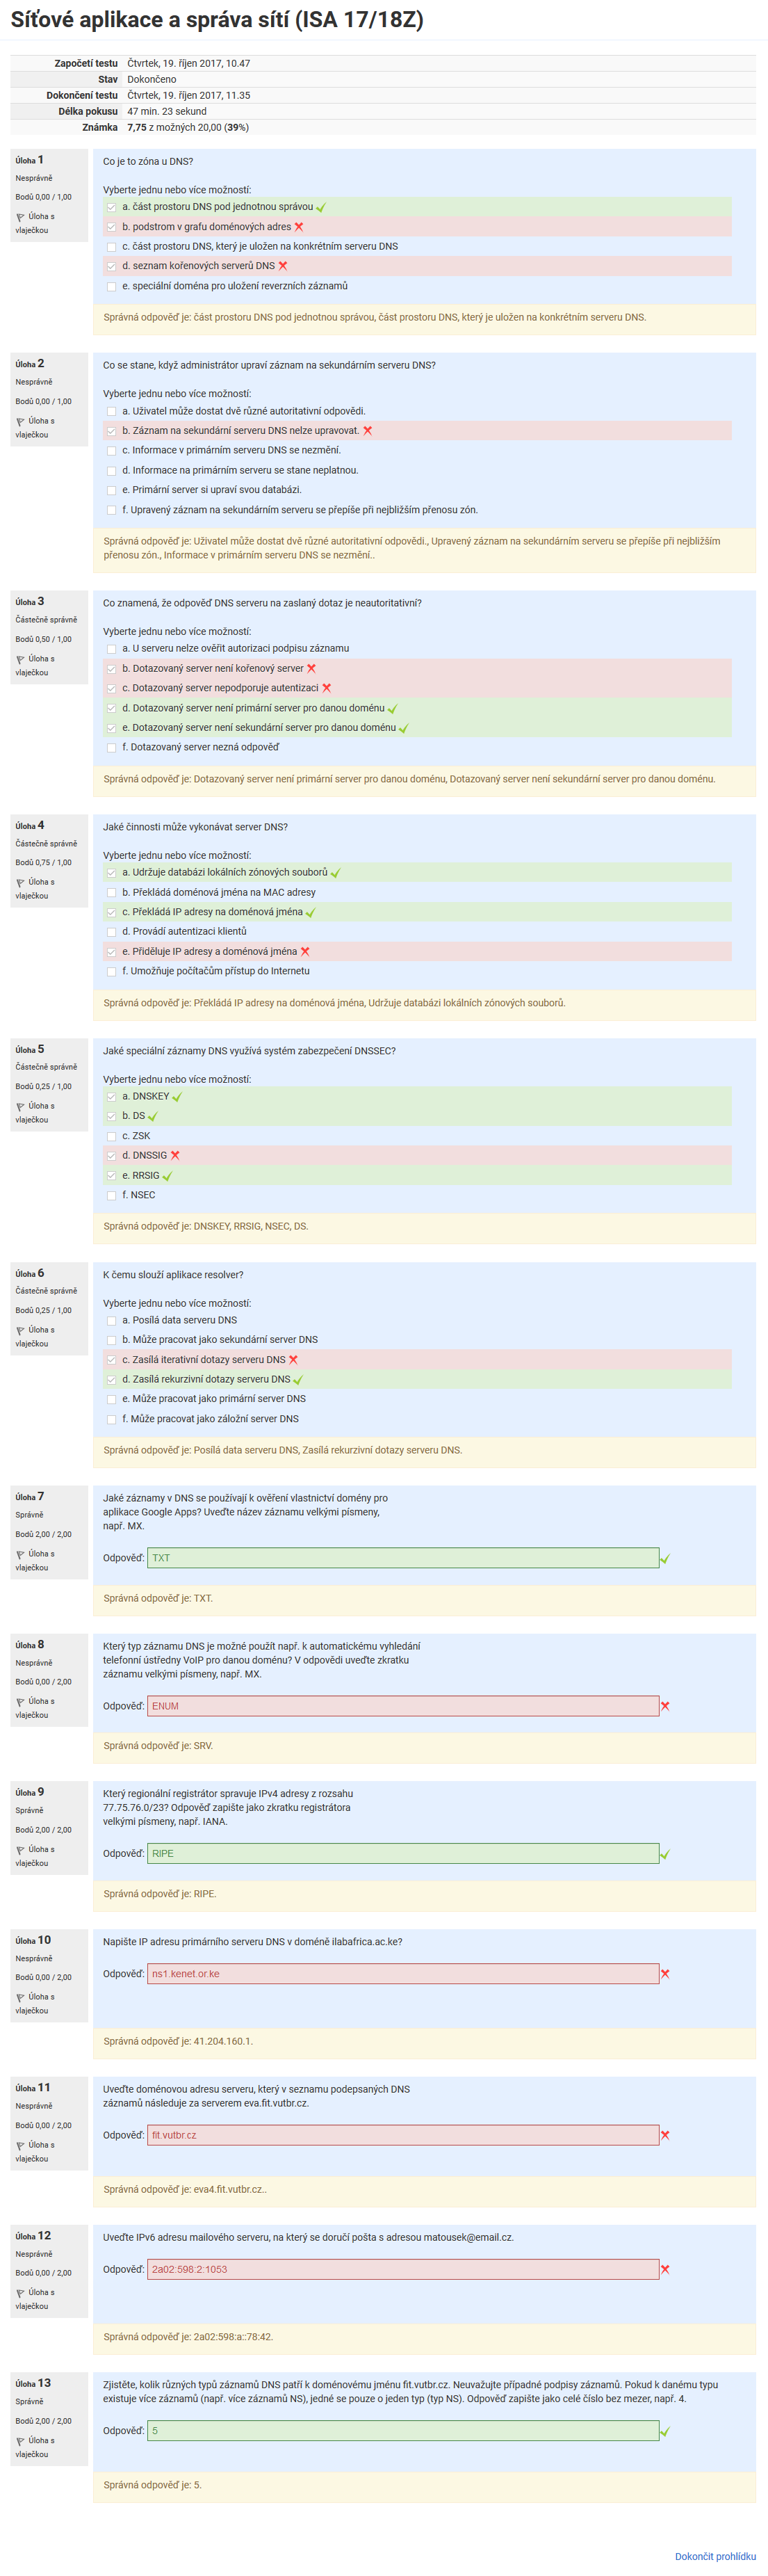 Síťové aplikace a správa sítí (ISA 17/18Z)
Započetí testu Čtvrtek, 19. říjen 2017, 10.47
Stav Dokončeno
Dokončení testu Čtvrtek, 19. říjen 2017, 11.35
Délka pokusu 47 min. 23 sekund
Známka 7,75 z možných 20,00 (39%)
Úloha 1
Nesprávně
Bodů 0,00 / 1,00
Úloha s
vlaječkou
Co je to zóna u DNS?
Vyberte jednu nebo více možností:
a. část prostoru DNS pod jednotnou správou
b. podstrom v grafu doménových adres
c. část prostoru DNS, který je uložen na konkrétním serveru DNS
d. seznam kořenových serverů DNS
e. speciální doména pro uložení reverzních záznamů
Správná odpověď je: část prostoru DNS pod jednotnou správou, část prostoru DNS, který je uložen na konkrétním serveru DNS.
Úloha 2
Nesprávně
Bodů 0,00 / 1,00
Úloha s
vlaječkou
Co se stane, když administrátor upraví záznam na sekundárním serveru DNS?
Vyberte jednu nebo více možností:
a. Uživatel může dostat dvě různé autoritativní odpovědi.
b. Záznam na sekundární serveru DNS nelze upravovat.
c. Informace v primárním serveru DNS se nezmění.
d. Informace na primárním serveru se stane neplatnou.
e. Primární server si upraví svou databázi.
f. Upravený záznam na sekundárním serveru se přepíše při nejbližším přenosu zón.
Správná odpověď je: Uživatel může dostat dvě různé autoritativní odpovědi., Upravený záznam na sekundárním serveru se přepíše při nejbližším
přenosu zón., Informace v primárním serveru DNS se nezmění..
Úloha 3
Částečně správně
Bodů 0,50 / 1,00
Úloha s
vlaječkou
Co znamená, že odpověď DNS serveru na zaslaný dotaz je neautoritativní?
Vyberte jednu nebo více možností:
a. U serveru nelze ověřit autorizaci podpisu záznamu
b. Dotazovaný server není kořenový server
c. Dotazovaný server nepodporuje autentizaci
d. Dotazovaný server není primární server pro danou doménu
e. Dotazovaný server není sekundární server pro danou doménu
f. Dotazovaný server nezná odpověď
Správná odpověď je: Dotazovaný server není primární server pro danou doménu, Dotazovaný server není sekundární server pro danou doménu.
Úloha 4
Částečně správně
Bodů 0,75 / 1,00
Úloha s
vlaječkou
Jaké činnosti může vykonávat server DNS?
Vyberte jednu nebo více možností:
a. Udržuje databázi lokálních zónových souborů
b. Překládá doménová jména na MAC adresy
c. Překládá IP adresy na doménová jména
d. Provádí autentizaci klientů
e. Přiděluje IP adresy a doménová jména
f. Umožňuje počítačům přístup do Internetu
Správná odpověď je: Překládá IP adresy na doménová jména, Udržuje databázi lokálních zónových souborů.
Úloha 5
Částečně správně
Bodů 0,25 / 1,00
Úloha s
vlaječkou
Jaké speciální záznamy DNS využívá systém zabezpečení DNSSEC?
Vyberte jednu nebo více možností:
a. DNSKEY
b. DS
c. ZSK
d. DNSSIG
e. RRSIG
f. NSEC
Správná odpověď je: DNSKEY, RRSIG, NSEC, DS.
Úloha 6
Částečně správně
Bodů 0,25 / 1,00
Úloha s
vlaječkou
K čemu slouží aplikace resolver?
Vyberte jednu nebo více možností:
a. Posílá data serveru DNS
b. Může pracovat jako sekundární server DNS
c. Zasílá iterativní dotazy serveru DNS
d. Zasílá rekurzivní dotazy serveru DNS
e. Může pracovat jako primární server DNS
f. Může pracovat jako záložní server DNS
Správná odpověď je: Posílá data serveru DNS, Zasílá rekurzivní dotazy serveru DNS.
Úloha 7
Správně
Bodů 2,00 / 2,00
Úloha s
vlaječkou
Jaké záznamy v DNS se používají k ověření vlastnictví domény pro
aplikace Google Apps? Uveďte název záznamu velkými písmeny,
např. MX.
Odpověď: TXT
Správná odpověď je: TXT.
Úloha 8
Nesprávně
Bodů 0,00 / 2,00
Úloha s
vlaječkou
Který typ záznamu DNS je možné použít např. k automatickému vyhledání
telefonní ústředny VoIP pro danou doménu? V odpovědi uveďte zkratku
záznamu velkými písmeny, např. MX.
Odpověď: ENUM
Správná odpověď je: SRV.
Úloha 9
Správně
Bodů 2,00 / 2,00
Úloha s
vlaječkou
Který regionální registrátor spravuje IPv4 adresy z rozsahu
77.75.76.0/23? Odpověď zapište jako zkratku registrátora
velkými písmeny, např. IANA.
Odpověď: RIPE
Správná odpověď je: RIPE.
Úloha 10
Nesprávně
Bodů 0,00 / 2,00
Úloha s
vlaječkou
Napište IP adresu primárního serveru DNS v doméně ilabafrica.ac.ke?
Odpověď: ns1.kenet.or.ke
Správná odpověď je: 41.204.160.1.
Úloha 11
Nesprávně
Bodů 0,00 / 2,00
Úloha s
vlaječkou
Uveďte doménovou adresu serveru, který v seznamu podepsaných DNS
záznamů následuje za serverem eva.fit.vutbr.cz.
Odpověď: fit.vutbr.cz
Správná odpověď je: eva4.fit.vutbr.cz..
Úloha 12
Nesprávně
Bodů 0,00 / 2,00
Úloha s
vlaječkou
Uveďte IPv6 adresu mailového serveru, na který se doručí pošta s adresou matousek@email.cz.
Odpověď: 2a02:598:2:1053
Správná odpověď je: 2a02:598:a::78:42.
Úloha 13
Správně
Bodů 2,00 / 2,00
Úloha s
vlaječkou
Zjistěte, kolik různých typů záznamů DNS patří k doménovému jménu fit.vutbr.cz. Neuvažujte případné podpisy záznamů. Pokud k danému typu
existuje více záznamů (např. více záznamů NS), jedné se pouze o jeden typ (typ NS). Odpověď zapište jako celé číslo bez mezer, např. 4.
Odpověď: 5
Správná odpověď je: 5.
Dokončit prohlídku